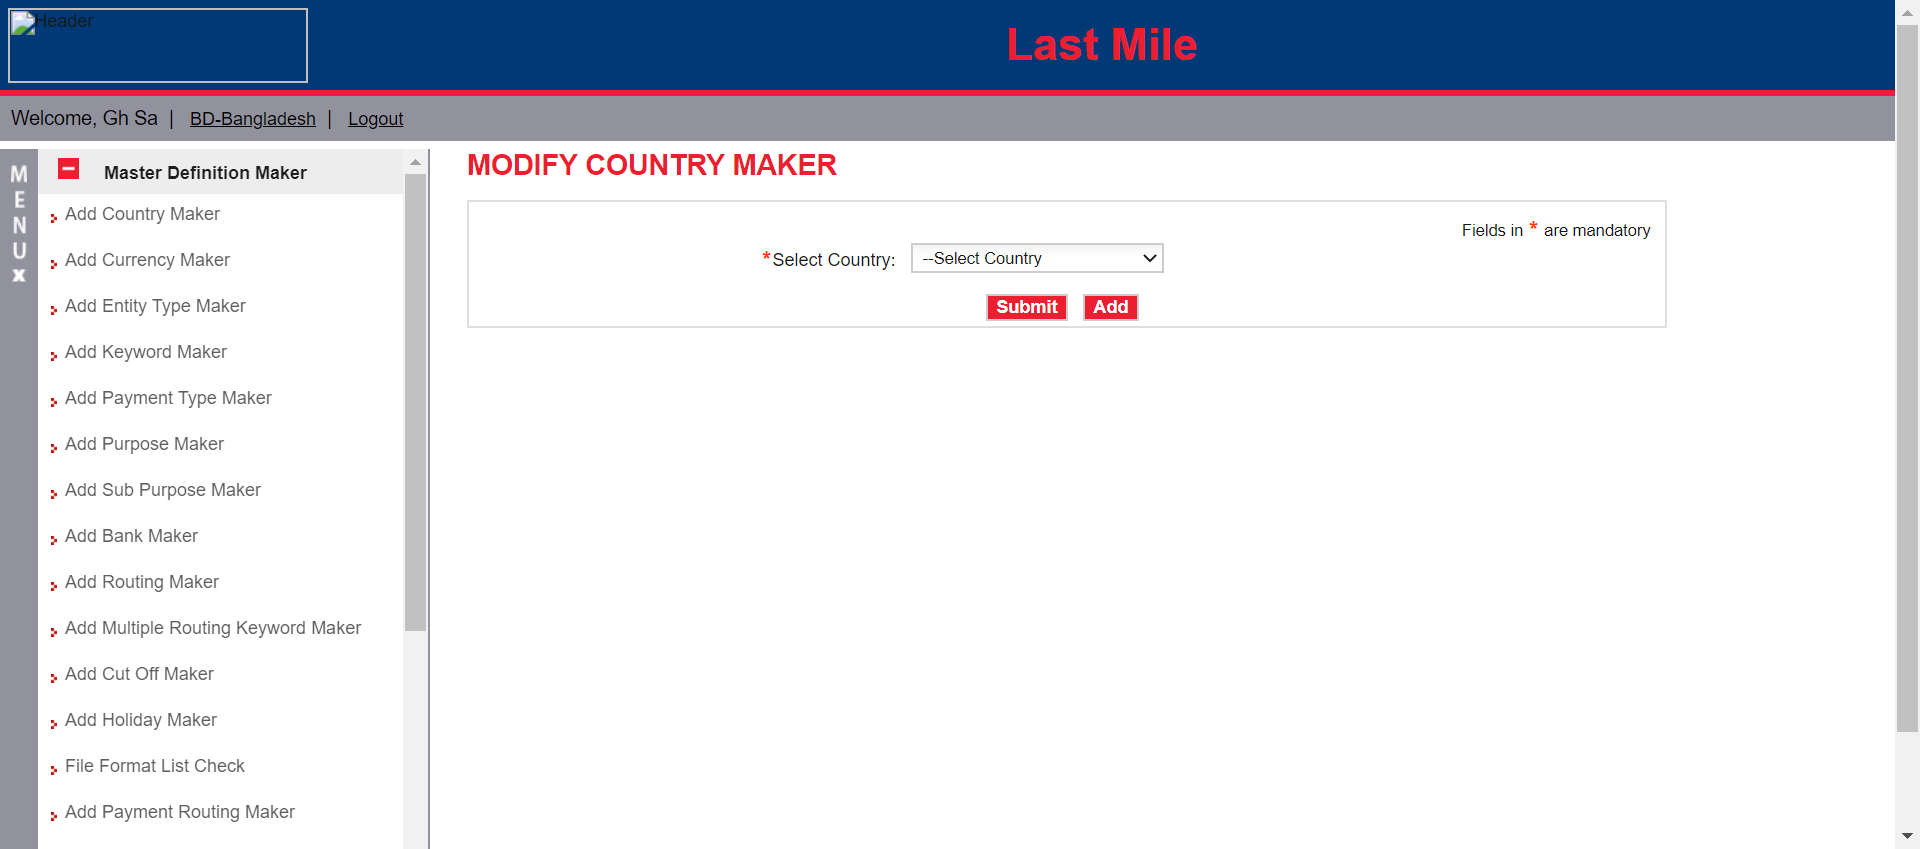 Header
Last Mile
Welcome, Gh Sa | BD-Bangladesh | Logout
MENU x
Master Definition Maker
Add Country Maker
Add Currency Maker
Add Entity Type Maker
Add Keyword Maker
Add Payment Type Maker
Add Purpose Maker
Add Sub Purpose Maker
Add Bank Maker
Add Routing Maker
Add Multiple Routing Keyword Maker
Add Cut Off Maker
Add Holiday Maker
File Format List Check
Add Payment Routing Maker
MODIFY COUNTRY MAKER
Fields in * are mandatory
*Select Country: --Select Country
Submit Add